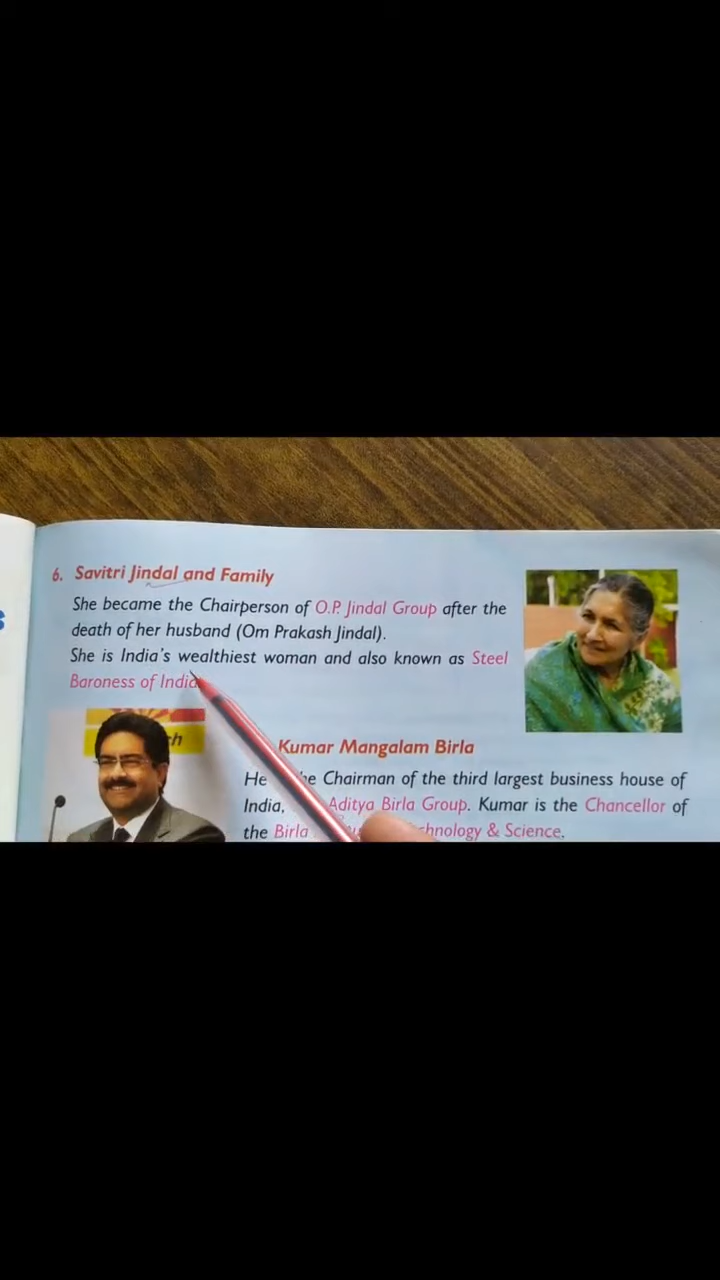 6. Savitri Jindal and Family
She became the Chairperson of O.P. Jindal Group after the
death of her husband (Om Prakash Jindal).
She is India's wealthiest woman and also known as Steel
Baroness of India
Kumar Mangalam Birla
He Chairman of the third largest business house of
India, Aditya Birla Group. Kumar is the Chancellor of
the Birla & Science.